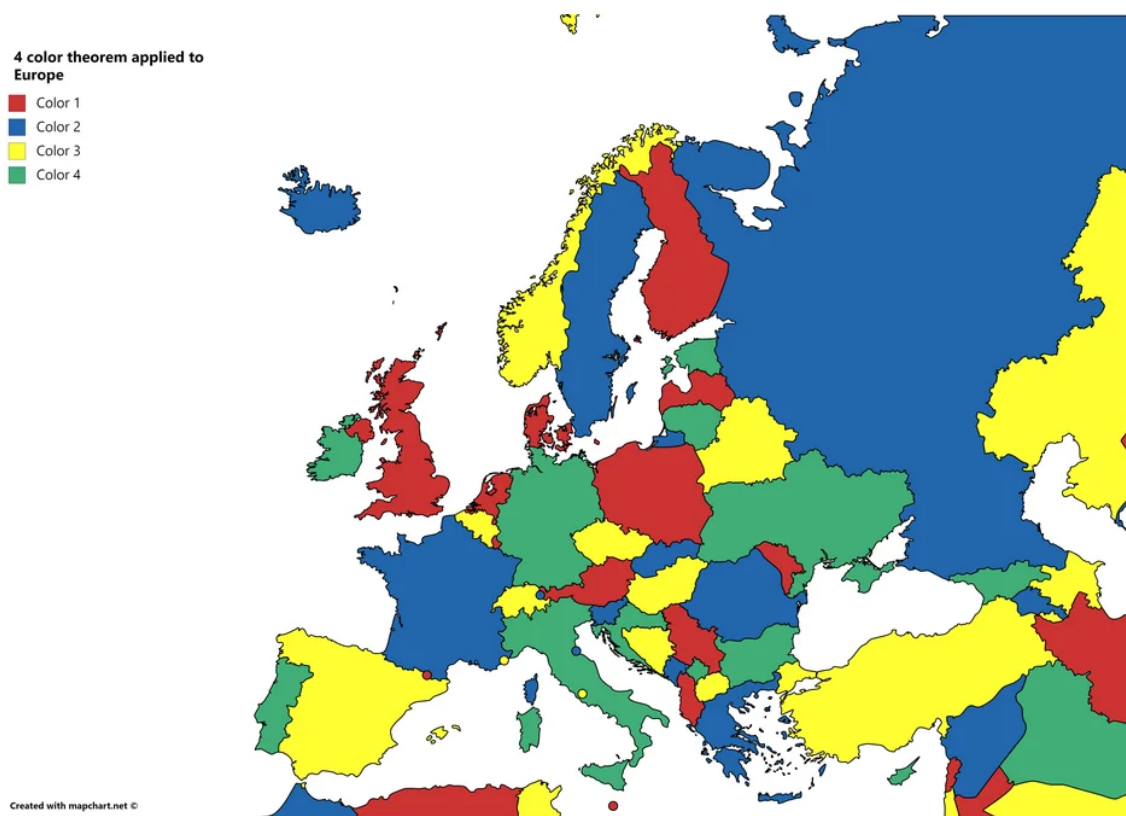 4 color theorem applied to
Europe
Color 1
Color 2
Color 3
Color 4
Created with mapchart.net ©